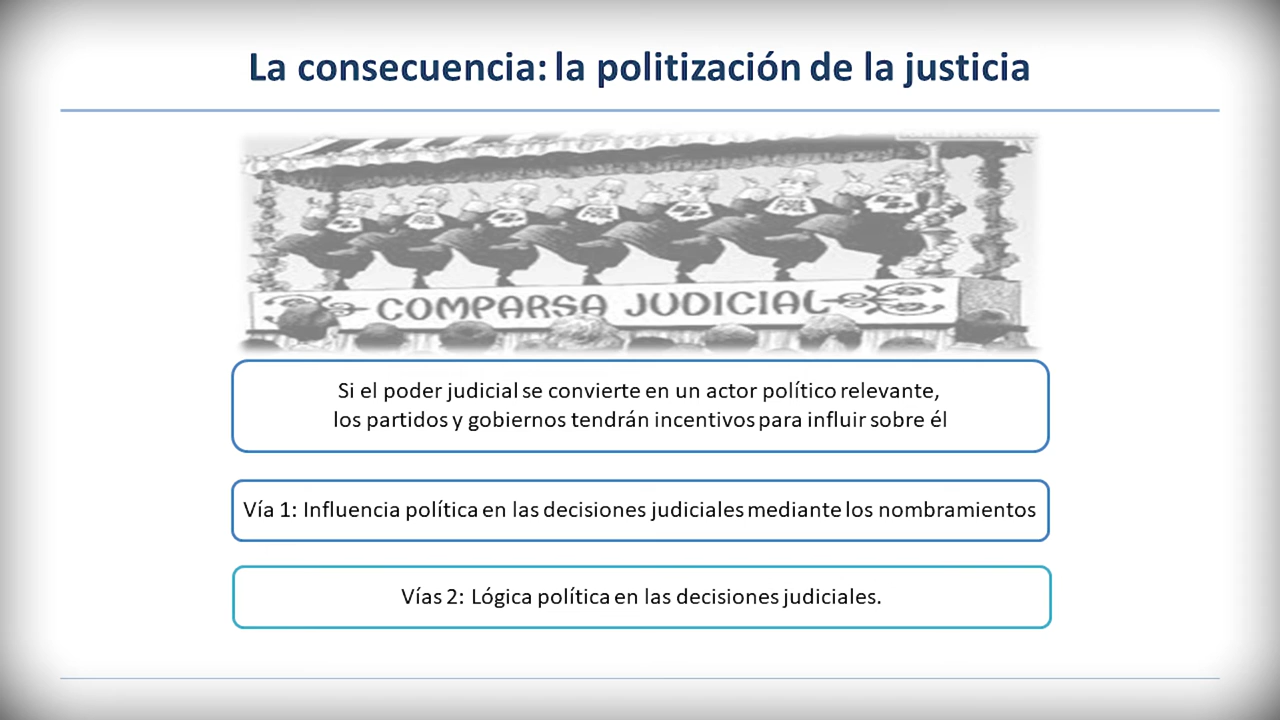 La consecuencia: la politización de la justicia
COMPARSA JUDICIAL
Si el poder judicial se convierte en un actor político relevante,
los partidos y gobiernos tendrán incentivos para influir sobre él
Vía 1: Influencia política en las decisiones judiciales mediante los nombramientos
Vías 2: Lógica política en las decisiones judiciales.